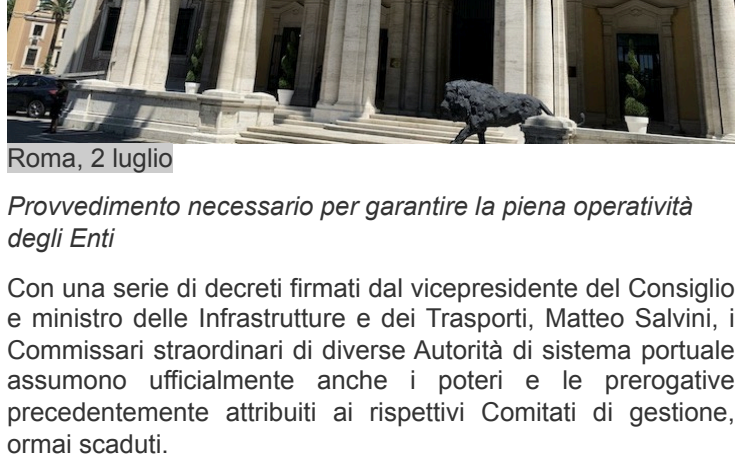 Roma, 2 luglio
Provvedimento necessario per garantire la piena operatività
degli Enti
Con una serie di decreti firmati dal vicepresidente del Consiglio
e ministro delle Infrastrutture e dei Trasporti, Matteo Salvini, i
Commissari straordinari di diverse Autorità di sistema portuale
assumono ufficialmente anche i poteri e le prerogative
precedentemente attribuiti ai rispettivi Comitati di gestione,
ormai scaduti.